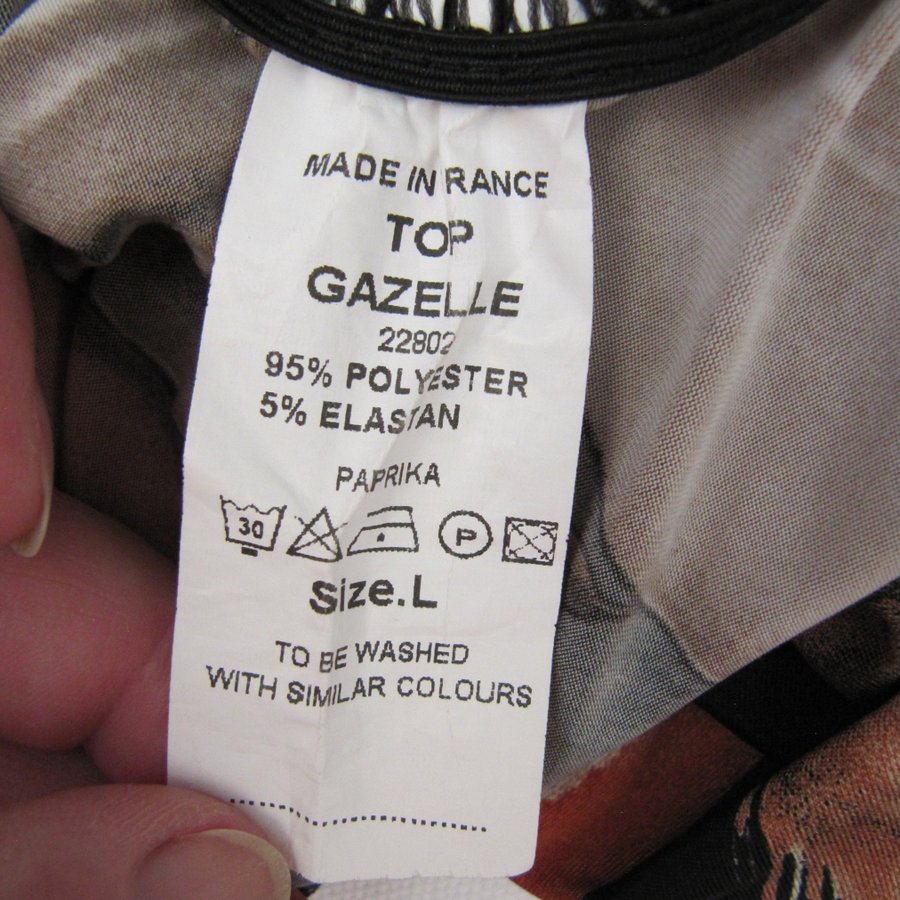 MADE IN RANCE
TOP
GAZELLE
22802
95% POLYESTER
5% ELASTAN
PAPRIKA
30 P
Size.L
TO BE WASHED
WITH SIMILAR COLOURS